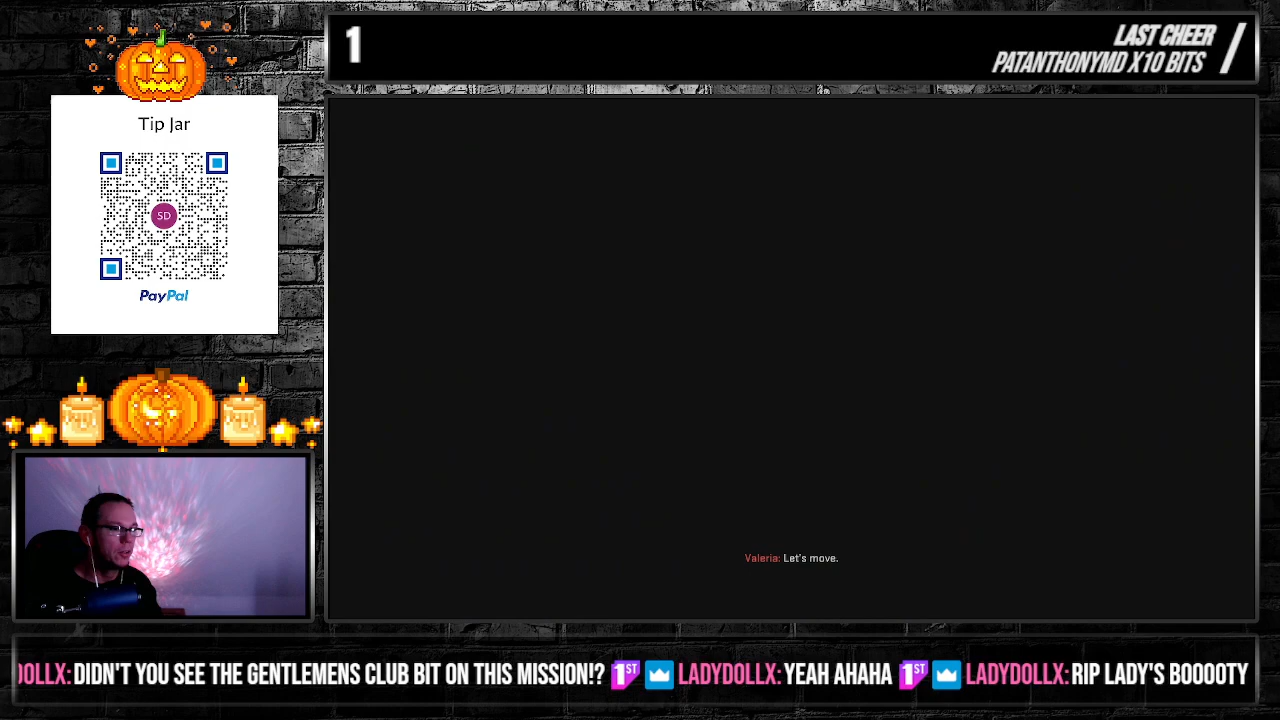 1
LAST CHEER
PATANTHONYMD X10 BITS
Tip Jar
SD
PayPal
Valeria: Let's move.
DOLLX: DIDN'T YOU SEE THE GENTLEMENS CLUB BIT ON THIS MISSION!? 1ST LADYDOLLX: YEAH AHAHA 1ST LADYDOLLX: RIP LADY'S BOOOOTY